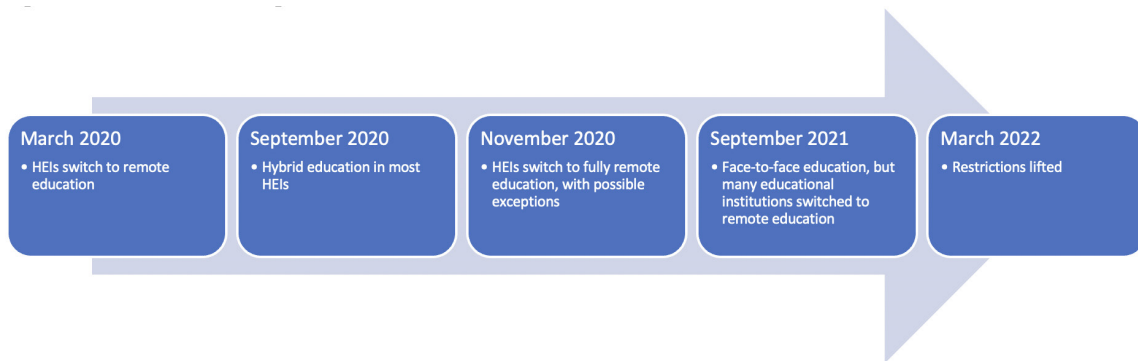 March 2020
• HEIs switch to remote
education
September 2020
• Hybrid education in most
HEIs
November 2020
• HEIs switch to fully remote
education, with possible
exceptions
September 2021
• Face-to-face education, but
many educational
institutions switched to
remote education
March 2022
• Restrictions lifted